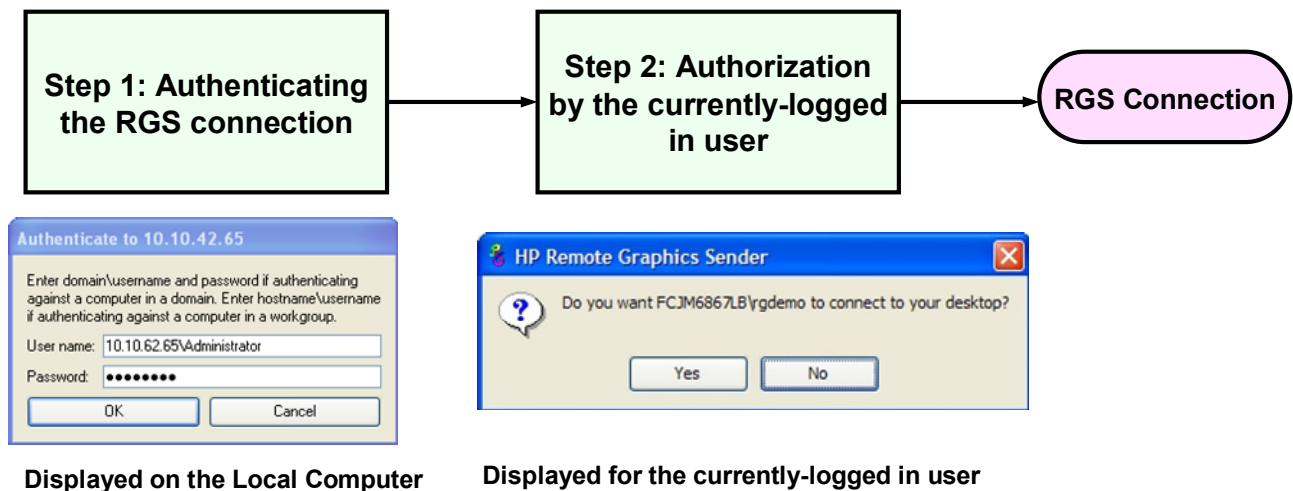 Step 1: Authenticating
the RGS connection
Step 2: Authorization
by the currently-logged
in user
RGS Connection
Authenticate to 10.10.42.65
Enter domain\username and password if authenticating
against a computer in a domain. Enter hostname\username
if authenticating against a computer in a workgroup.
User name: 10.10.62.65\Administrator
Password: ●●●●●●●●
OK Cancel
Displayed on the Local Computer
HP Remote Graphics Sender
Do you want FCJM6867LB\rgdemo to connect to your desktop?
Yes No
Displayed for the currently-logged in user